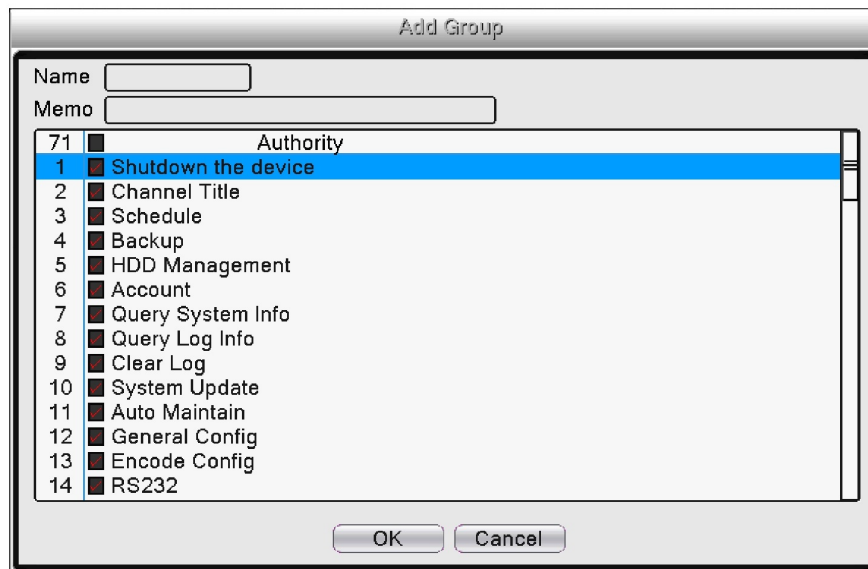 Add Group
Name
Memo
71 Authority
1 Shutdown the device
2 Channel Title
3 Schedule
4 Backup
5 HDD Management
6 Account
7 Query System Info
8 Query Log Info
9 Clear Log
10 System Update
11 Auto Maintain
12 General Config
13 Encode Config
14 RS232
OK Cancel